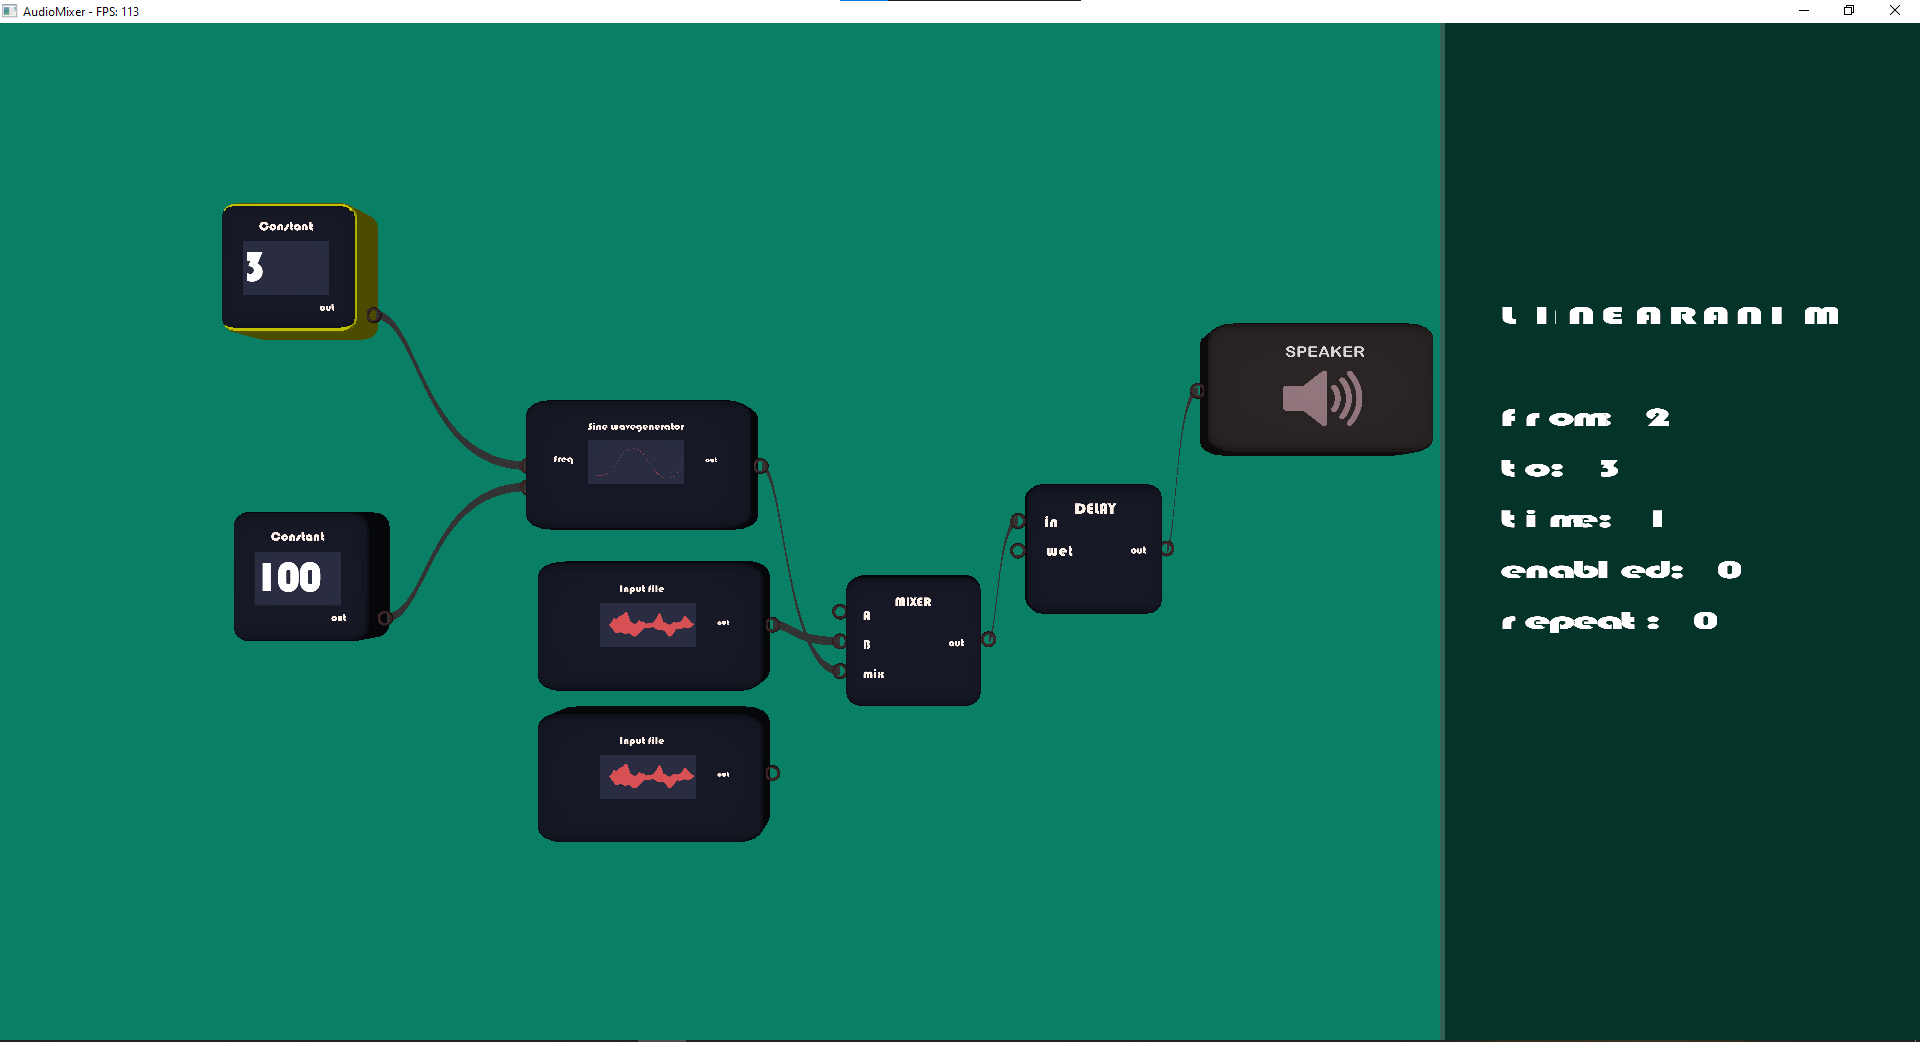 AudioMixer - FPS: 113
Constant
3
out
Constant
100
out
Sine wavegenerator
freq
out
Input file
out
Input file
out
MIXER
A
B
mix
out
DELAY
in
wet
out
SPEAKER
LINEARANIM
from: 2
to: 3
time: 1
enabled: 0
repeat: 0